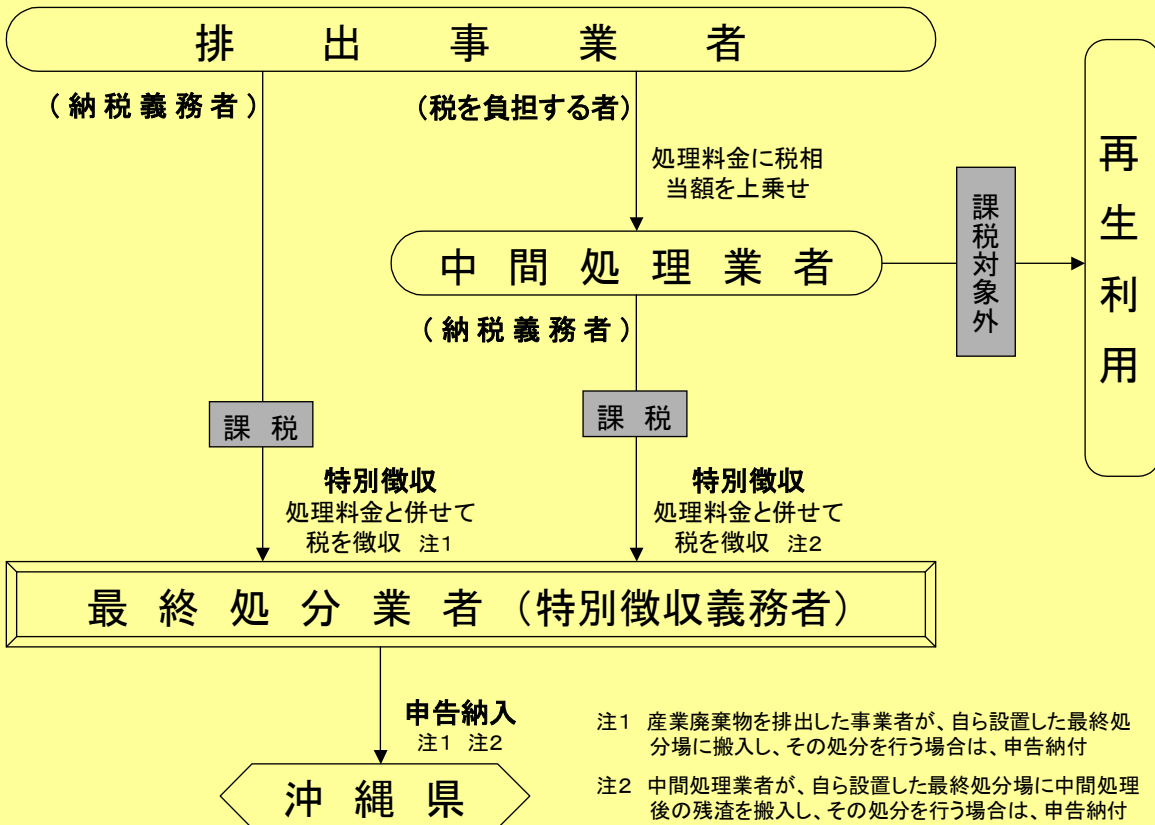 排出事業者
(納税義務者)
(税を負担する者)
処理料金に税相
当額を上乗せ
課税対象外
再生利用
中間処理業者
(納税義務者)
課税
課税
特別徴収
処理料金と併せて
税を徴収 注1
特別徴収
処理料金と併せて
税を徴収 注2
最終処分業者(特別徴収義務者)
申告納入
注1 注2
沖縄県
注1 産業廃棄物を排出した事業者が、自ら設置した最終処
分場に搬入し、その処分を行う場合は、申告納付
注2 中間処理業者が、自ら設置した最終処分場に中間処理
後の残渣を搬入し、その処分を行う場合は、申告納付